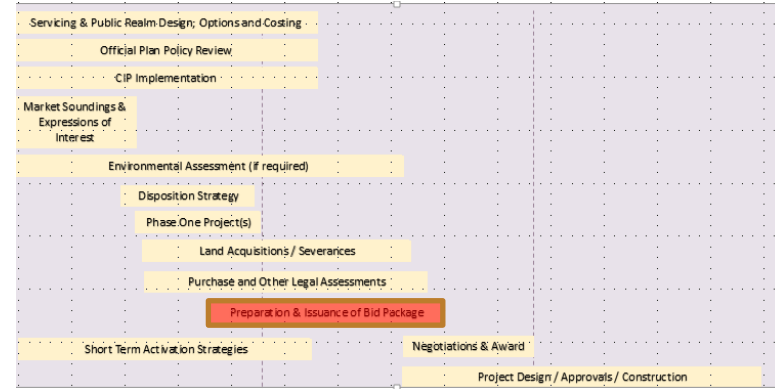 Servicing & Public Realm Design; Options and Costing
Official Plan Policy Review
CIP Implementation
Market Soundings &
Expressions of
Interest
Environmental Assessment (if required)
Disposition Strategy
Phase One Project(s)
Land Acquisitions / Severances
Purchase and Other Legal Assessments
Preparation & Issuance of Bid Package
Short Term Activation Strategies
Negotiations & Award
Project Design / Approvals / Construction